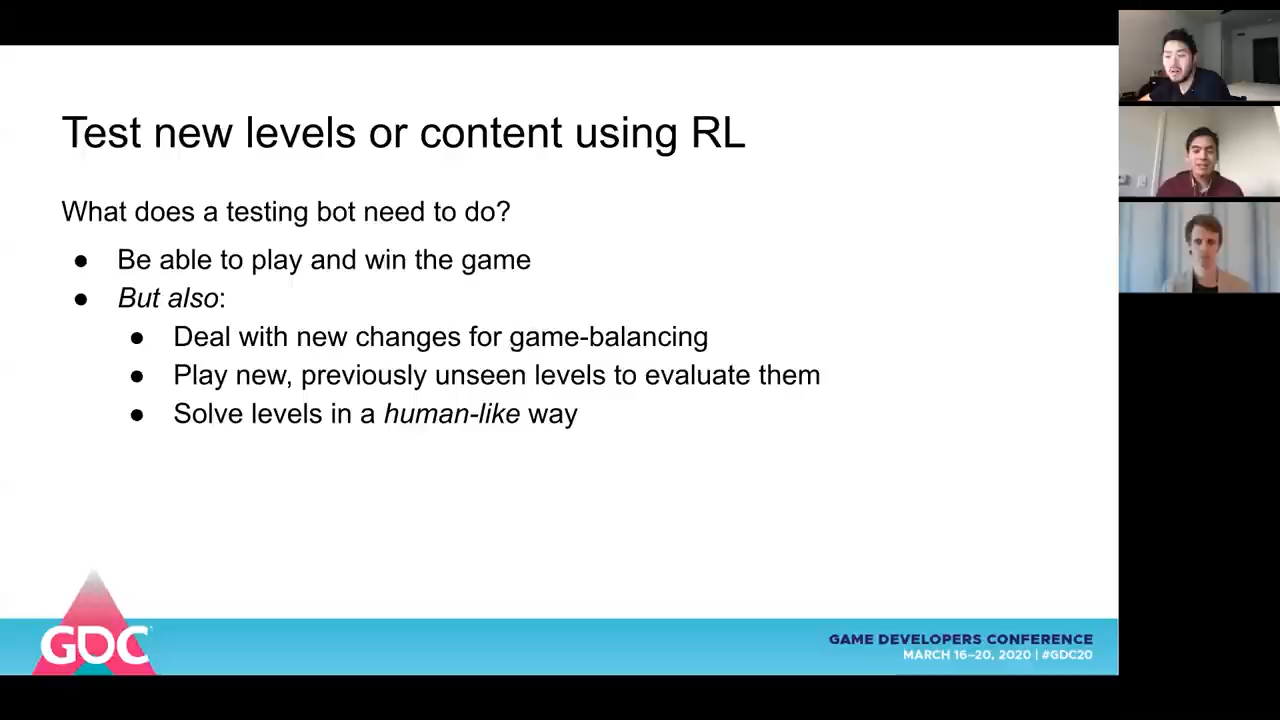 Test new levels or content using RL
What does a testing bot need to do?
● Be able to play and win the game
● But also:
● Deal with new changes for game-balancing
● Play new, previously unseen levels to evaluate them
● Solve levels in a human-like way
GDC
GAME DEVELOPERS CONFERENCE
MARCH 16–20, 2020 | #GDC20